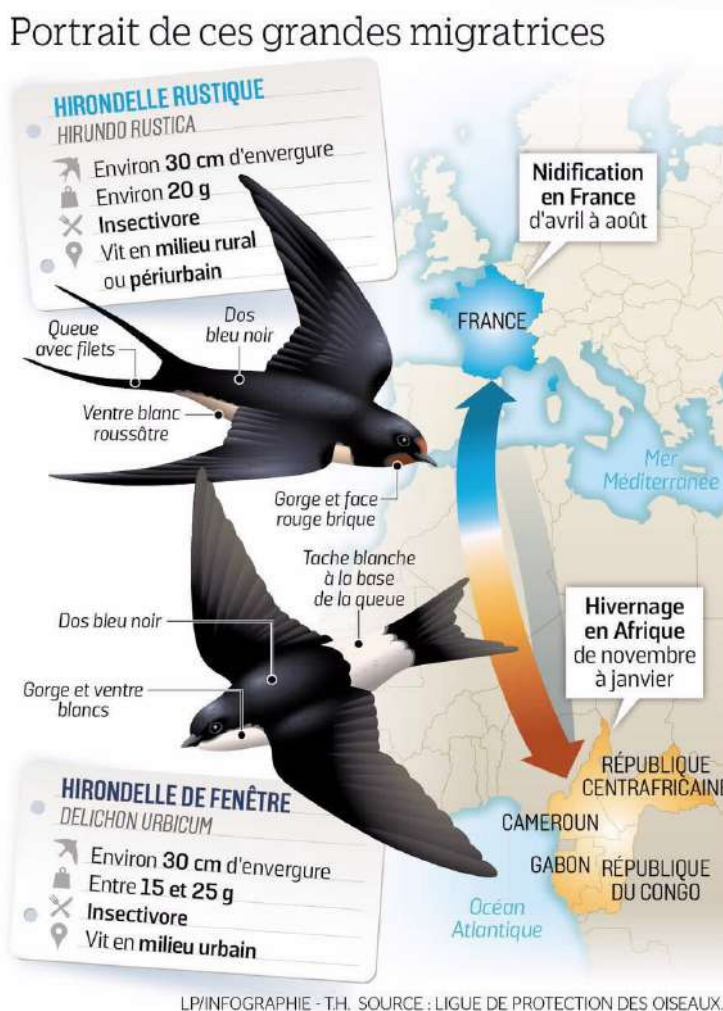 Portrait de ces grandes migratrices
HIRONDELLE RUSTIQUE
HIRUNDO RUSTICA
Environ 30 cm d'envergure
Environ 20 g
Insectivore
Vit en milieu rural
ou périurbain
Nidification
en France
d'avril à août
FRANCE
Queue
avec filets
Dos
bleu noir
Ventre blanc
roussâtre
Gorge et face
rouge brique
Mer
Méditerranée
Tache blanche
à la base
de la queue
Dos bleu noir
Gorge et ventre
blancs
Hivernage
en Afrique
de novembre
à janvier
RÉPUBLIQUE
CENTRAFRICAINE
CAMEROUN
GABON
RÉPUBLIQUE
DU CONGO
Océan
Atlantique
HIRONDELLE DE FENÊTRE
DELICHON URBICUM
Environ 30 cm d'envergure
Entre 15 et 25 g
Insectivore
Vit en milieu urbain
LP/INFOGRAPHIE - T.H. SOURCE : LIGUE DE PROTECTION DES OISEAUX.